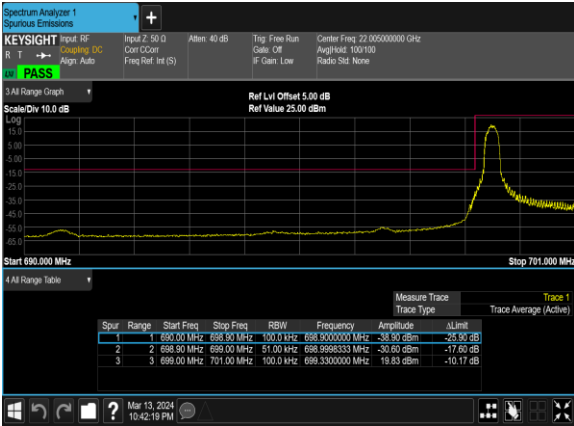 Spectrum Analyzer 1
Spurious Emissions
KEYSIGHT Input: RF Input Z: 50 Ω Atten: 40 dB Trig: Free Run Center Freq: 22.005000000 GHz
R T Coupling: DC Corr CCorr Gate: Off Avg|Hold: 100/100
Align: Auto Freq Ref: Int (S) IF Gain: Low Radio Std: None
PASS
3 All Range Graph
Ref Lvl Offset 5.00 dB
Scale/Div 10.0 dB Ref Value 25.00 dBm
Log
15.0
5.00
-5.00
-15.0
-25.0
-35.0
-45.0
-55.0
-65.0
Start 690.000 MHz Stop 701.000 MHz
4 All Range Table
Measure Trace Trace 1
Trace Type Trace Average (Active)
Spur Range Start Freq Stop Freq RBW Frequency Amplitude ΔLimit
1 1 690.00 MHz 698.90 MHz 100.0 kHz 698.9000000 MHz -38.90 dBm -25.90 dB
2 2 698.90 MHz 699.00 MHz 51.00 kHz 698.9998333 MHz -30.60 dBm -17.60 dB
3 3 699.00 MHz 701.00 MHz 100.0 kHz 699.3300000 MHz 19.83 dBm -10.17 dB
Mar 13, 2024
10:42:19 PM